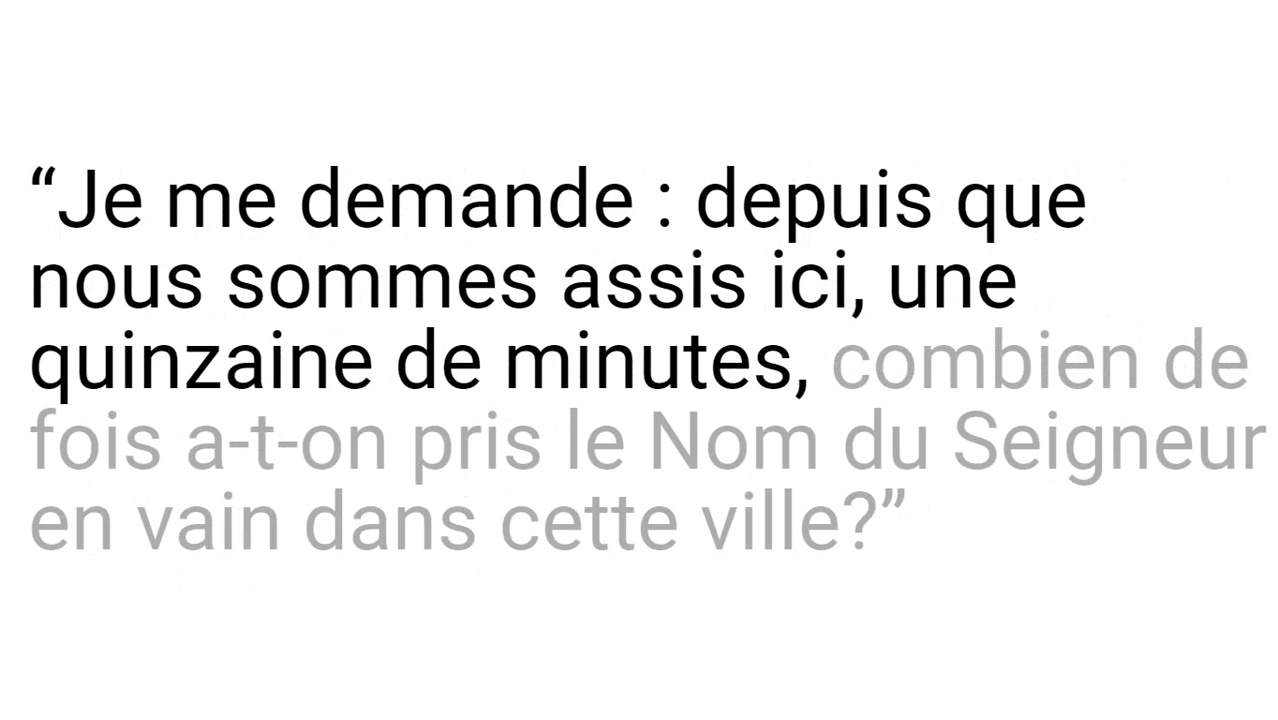 “Je me demande : depuis que
nous sommes assis ici, une
quinzaine de minutes, combien de
fois a-t-on pris le Nom du Seigneur
en vain dans cette ville?”